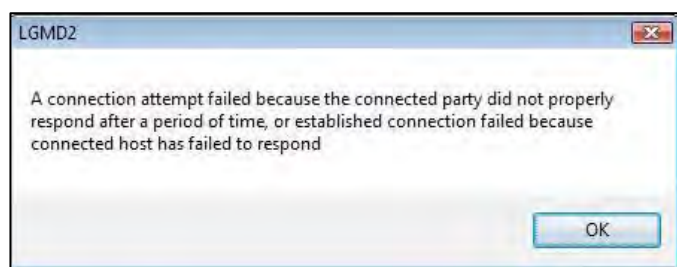 LGMD2
A connection attempt failed because the connected party did not properly
respond after a period of time, or established connection failed because
connected host has failed to respond
OK